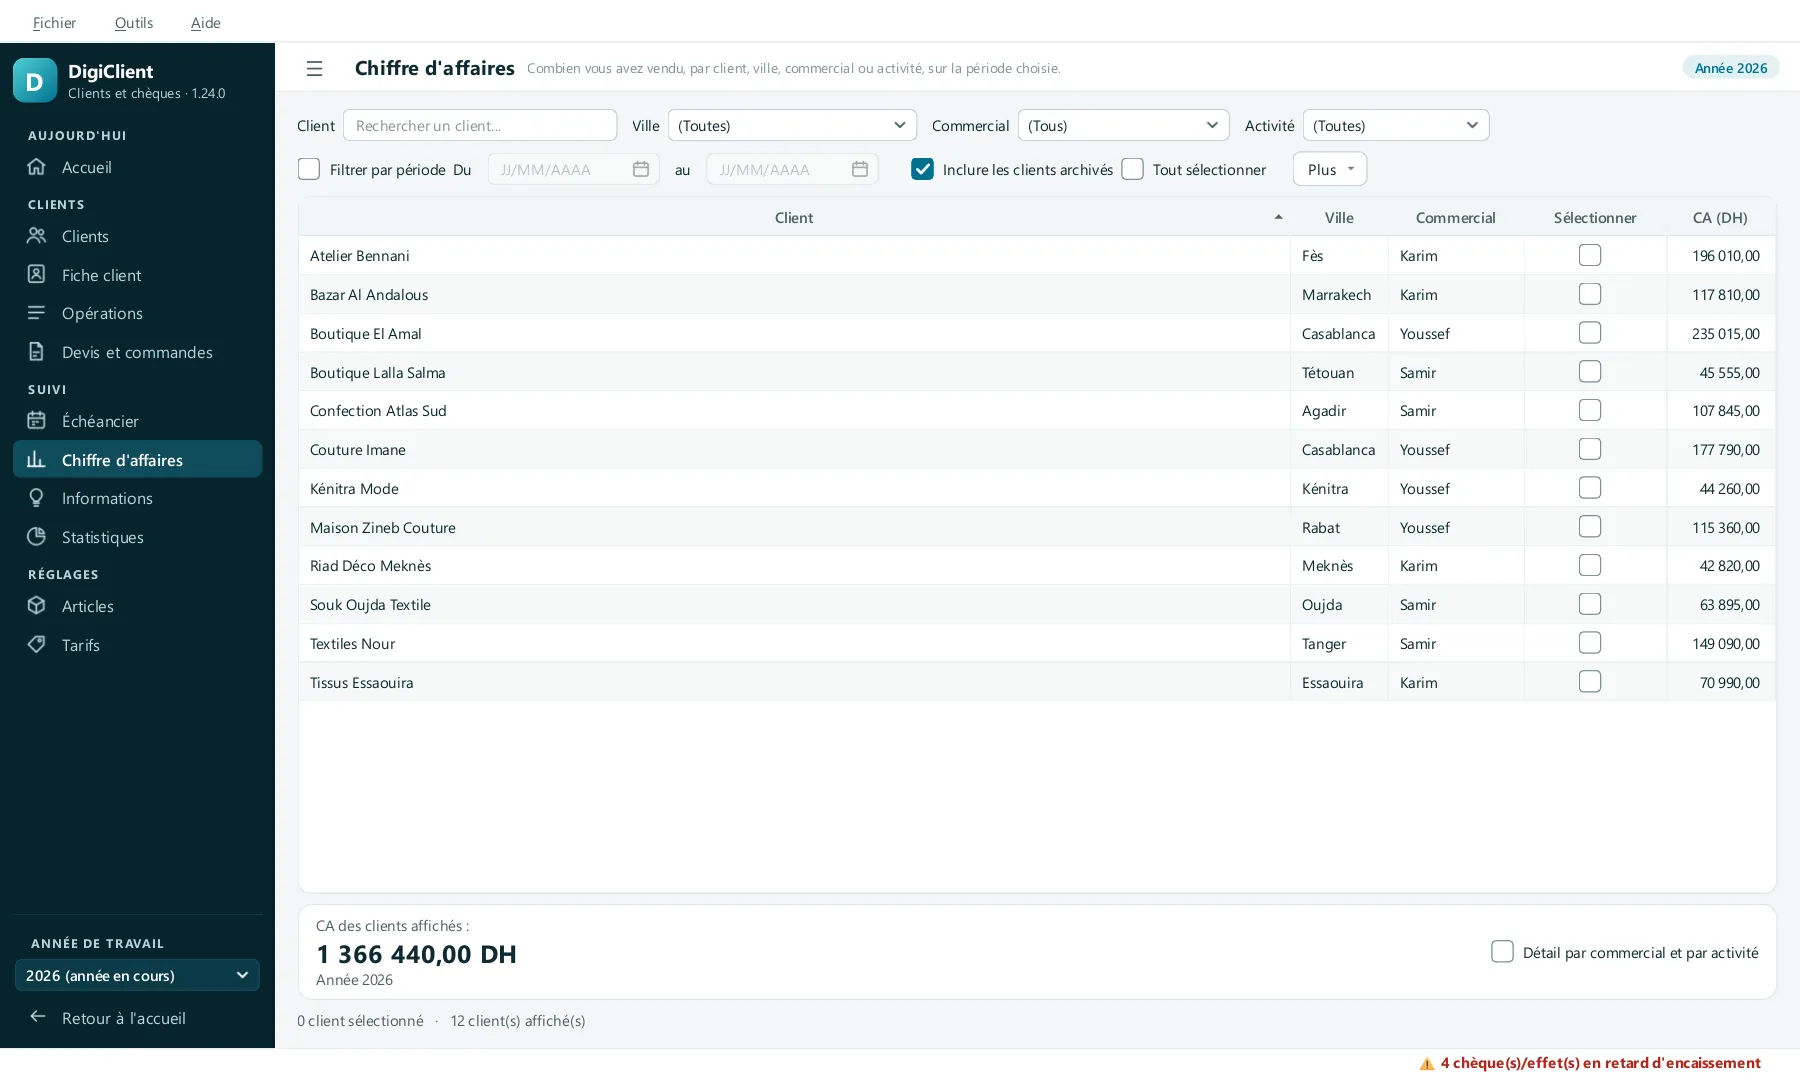 Fichier Outils Aide
D DigiClient
Clients et chèques · 1.24.0
AUJOURD'HUI
Accueil
CLIENTS
Clients
Fiche client
Opérations
Devis et commandes
SUIVI
Échéancier
Chiffre d'affaires
Informations
Statistiques
RÉGLAGES
Articles
Tarifs
ANNÉE DE TRAVAIL
2026 (année en cours)
Retour à l'accueil
Chiffre d'affaires Combien vous avez vendu, par client, ville, commercial ou activité, sur la période choisie. Année 2026
Client Rechercher un client... Ville (Toutes) Commercial (Tous) Activité (Toutes)
Filtrer par période Du JJ/MM/AAAA au JJ/MM/AAAA Inclure les clients archivés Tout sélectionner Plus
Client Ville Commercial Sélectionner CA (DH)
Atelier Bennani Fès Karim 196 010,00
Bazar Al Andalous Marrakech Karim 117 810,00
Boutique El Amal Casablanca Youssef 235 015,00
Boutique Lalla Salma Tétouan Samir 45 555,00
Confection Atlas Sud Agadir Samir 107 845,00
Couture Imane Casablanca Youssef 177 790,00
Kénitra Mode Kénitra Youssef 44 260,00
Maison Zineb Couture Rabat Youssef 115 360,00
Riad Déco Meknès Meknès Karim 42 820,00
Souk Oujda Textile Oujda Samir 63 895,00
Textiles Nour Tanger Samir 149 090,00
Tissus Essaouira Essaouira Karim 70 990,00
CA des clients affichés :
1 366 440,00 DH
Année 2026
Détail par commercial et par activité
0 client sélectionné · 12 client(s) affiché(s)
4 chèque(s)/effet(s) en retard d'encaissement